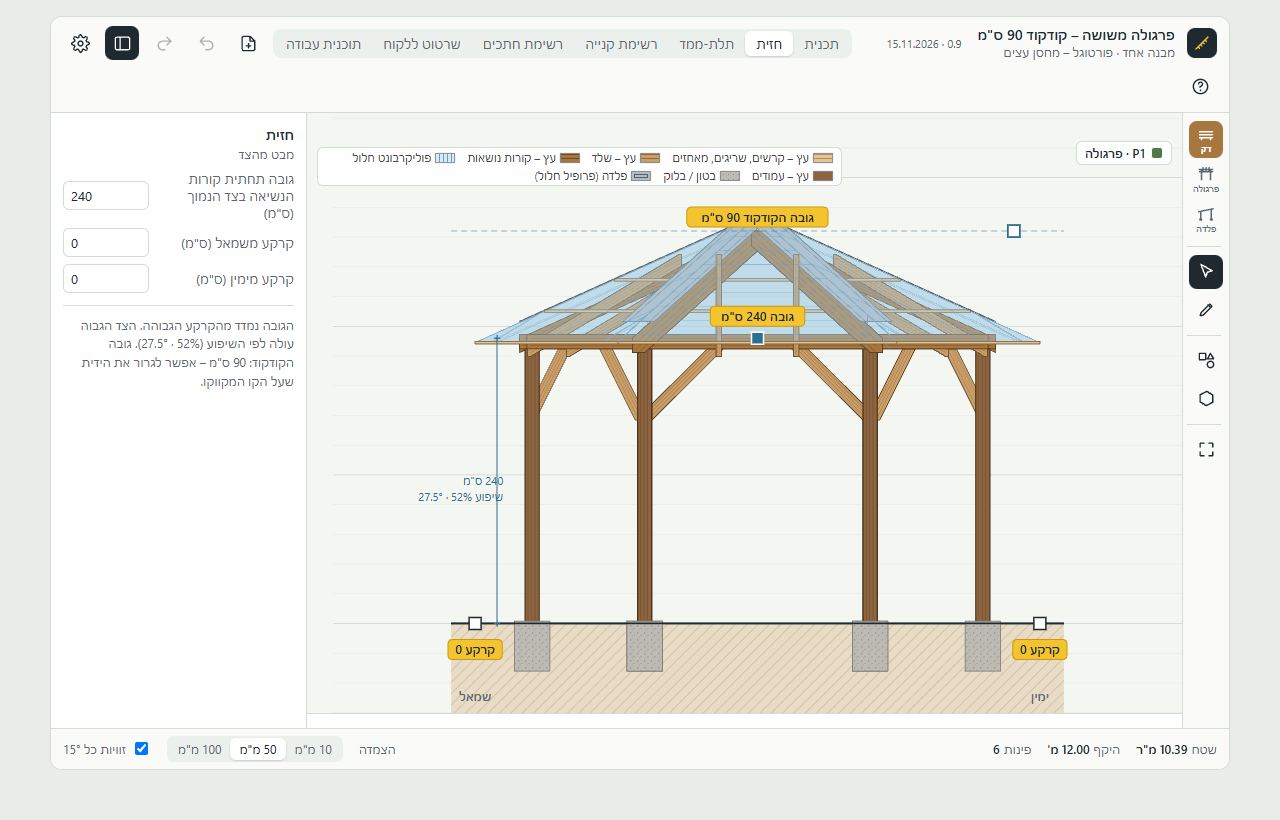 פרגולה משושה – קודקוד 90 ס"מ
מבנה אחד · פורטוגל – מחסן עצים
15.11.2026 · 0.9
תכנית
חזית
תלת-ממד
רשימת קנייה
רשימת חתכים
שרטוט ללקוח
תוכנית עבודה
דק
פרגולה
פלדה
P1 · פרגולה
עץ – קרשים, שריגים, מאחזים
עץ – שלד
עץ – קורות נושאות
פוליקרבונט חלול
עץ – עמודים
בטון / בלוק
פלדה (פרופיל חלול)
גובה הקודקוד 90 ס"מ
גובה 240 ס"מ
240 ס"מ
שיפוע 52% · 27.5°
קרקע 0
קרקע 0
ימין
שמאל
חזית
מבט מהצד
גובה תחתית קורות
הנשיאה בצד הנמוך
(ס"מ)
240
קרקע משמאל (ס"מ)
0
קרקע מימין (ס"מ)
0
הגובה נמדד מהקרקע הגבוהה. הצד הגבוה
עולה לפי השיפוע (52% · 27.5°). גובה
הקודקוד: 90 ס"מ – אפשר לגרור את הידית
שעל הקו המקווקו.
שטח 10.39 מ"ר
היקף 12.00 מ'
פינות 6
הצמדה
10 מ"מ
50 מ"מ
100 מ"מ
זוויות כל 15°